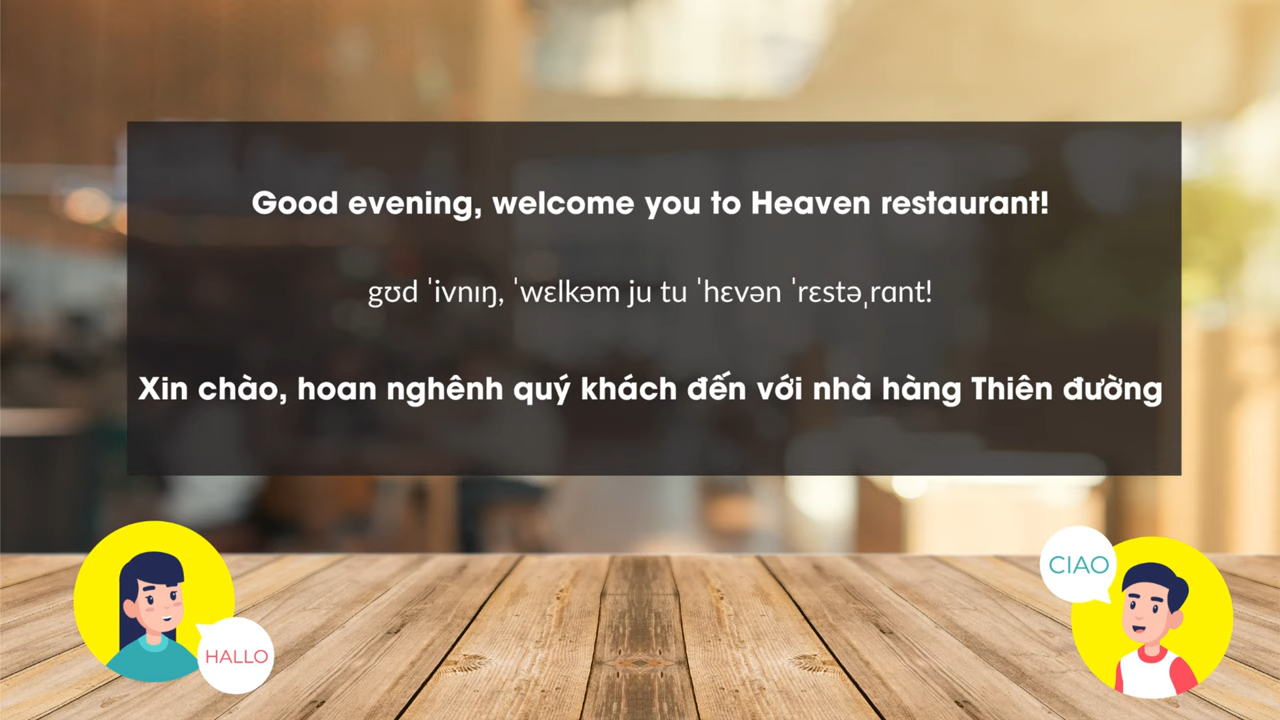 Good evening, welcome you to Heaven restaurant!
gʊd ˈivnɪŋ, ˈwɛlkəm ju tu ˈhɛvən ˈrɛstəˌrɑnt!
Xin chào, hoan nghênh quý khách đến với nhà hàng Thiên đường
CIAO
HALLO